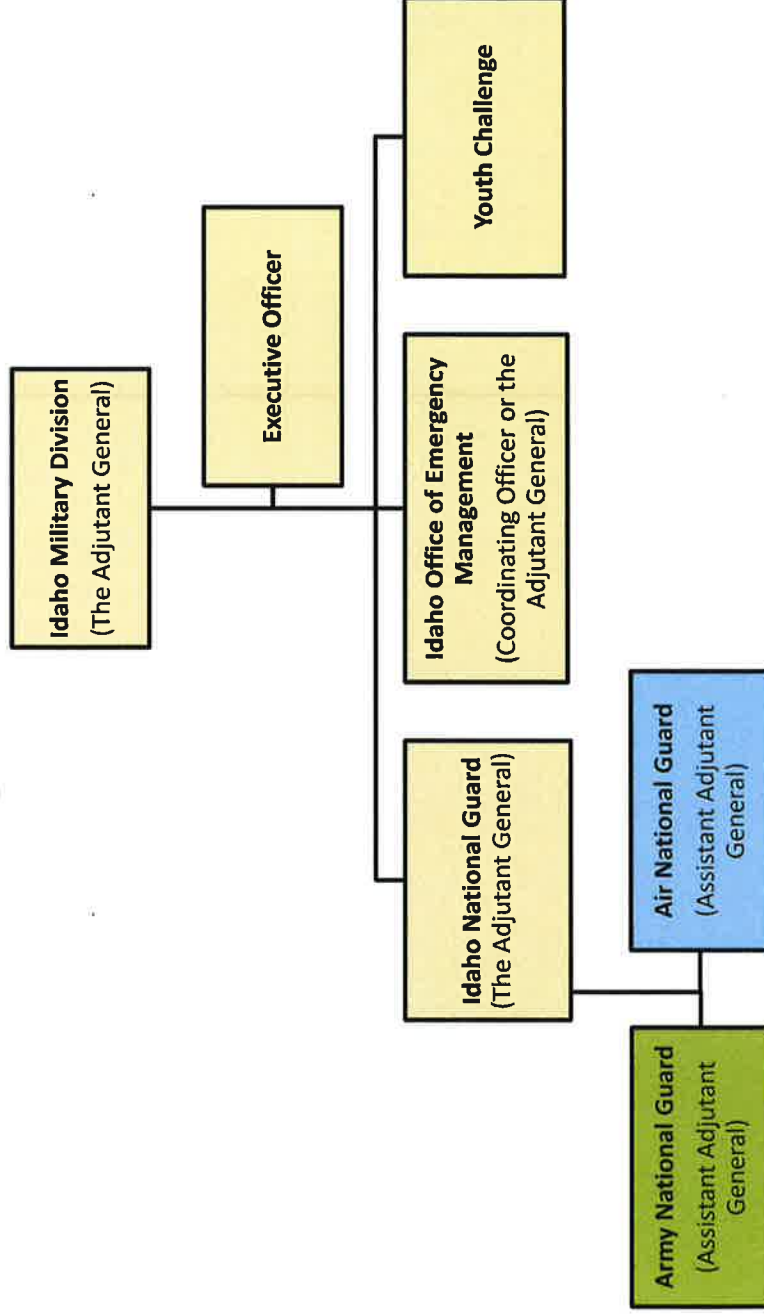 Idaho Military Division
(The Adjutant General)
Executive Officer
Idaho National Guard
(The Adjutant General)
Idaho Office of Emergency
Management
(Coordinating Officer or the
Adjutant General)
Youth Challenge
Army National Guard
(Assistant Adjutant
General)
Air National Guard
(Assistant Adjutant
General)